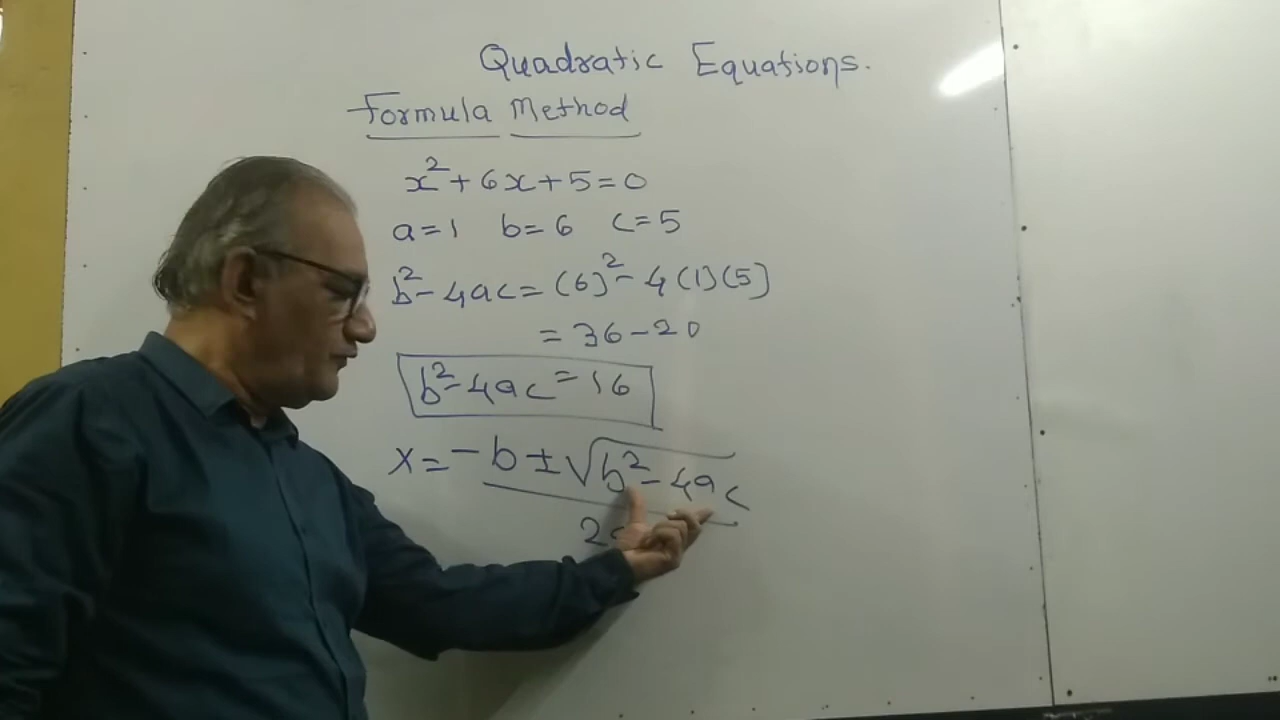 Quadratic Equations.
Formula Method
x²+6x+5=0
a=1 b=6 c=5
b²-4ac=(6)²-4(1)(5)
=36-20
b²-4ac=16
x=-b±√b²-4ac
2